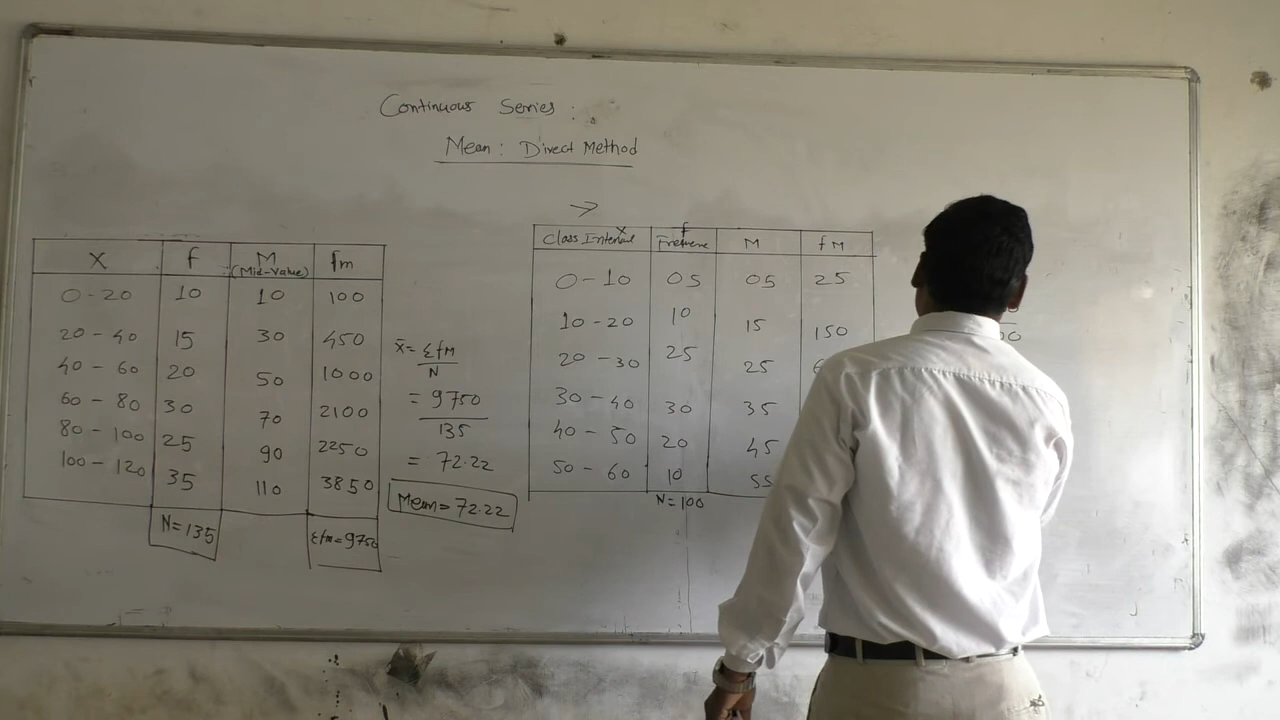 Continuous Series :
Mean : Direct Method
X f M (Mid-Value) fm
0-20 10 10 100
20-40 15 30 450
40-60 20 50 1000
60-80 30 70 2100
80-100 25 90 2250
100-120 35 110 3850
N=135 Σfm=9750
x̄ = ΣfM
N
= 9750
135
= 72.22
Mean = 72.22
→
x f
Class Interval M fM
0-10 05 05 25
10-20 10 15 150
20-30 25 25 6
30-40 30 35
40-50 20 45
50-60 10 55
N=100